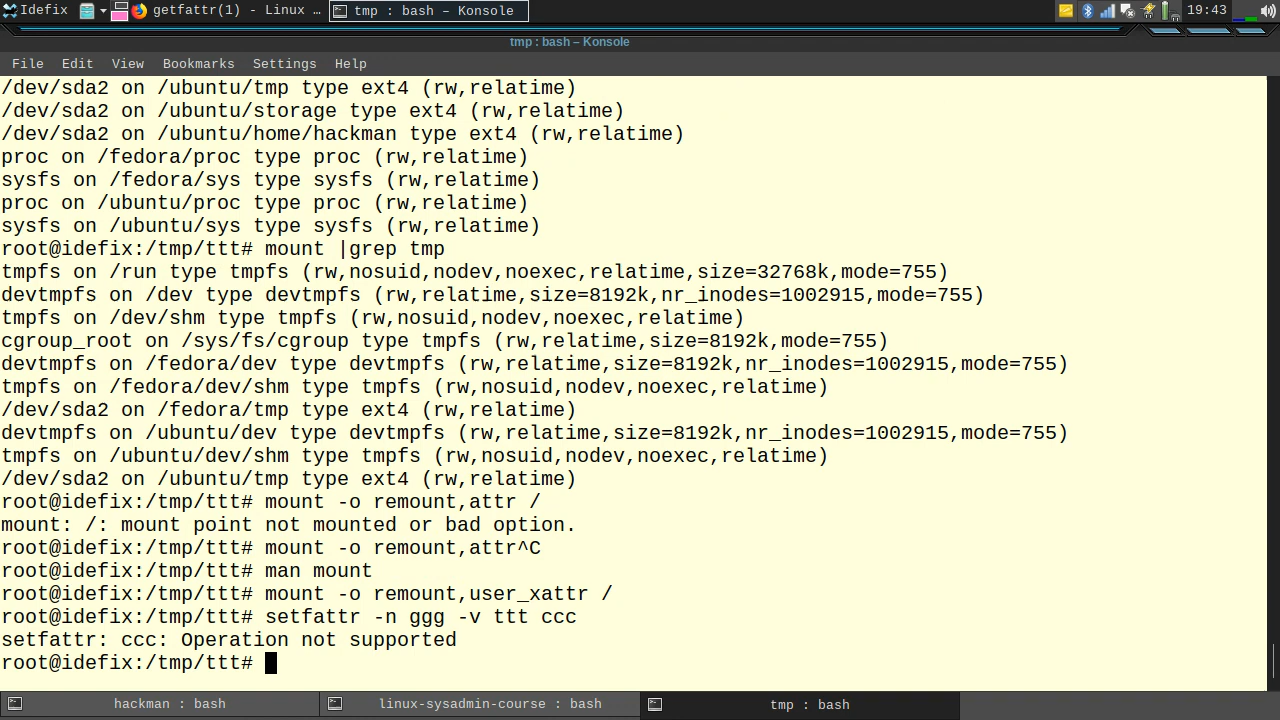 Idefix
getfattr(1) - Linux …
tmp : bash – Konsole
19:43
tmp : bash – Konsole
File Edit View Bookmarks Settings Help
/dev/sda2 on /ubuntu/tmp type ext4 (rw,relatime)
/dev/sda2 on /ubuntu/storage type ext4 (rw,relatime)
/dev/sda2 on /ubuntu/home/hackman type ext4 (rw,relatime)
proc on /fedora/proc type proc (rw,relatime)
sysfs on /fedora/sys type sysfs (rw,relatime)
proc on /ubuntu/proc type proc (rw,relatime)
sysfs on /ubuntu/sys type sysfs (rw,relatime)
root@idefix:/tmp/ttt# mount |grep tmp
tmpfs on /run type tmpfs (rw,nosuid,nodev,noexec,relatime,size=32768k,mode=755)
devtmpfs on /dev type devtmpfs (rw,relatime,size=8192k,nr_inodes=1002915,mode=755)
tmpfs on /dev/shm type tmpfs (rw,nosuid,nodev,noexec,relatime)
cgroup_root on /sys/fs/cgroup type tmpfs (rw,relatime,size=8192k,mode=755)
devtmpfs on /fedora/dev type devtmpfs (rw,relatime,size=8192k,nr_inodes=1002915,mode=755)
tmpfs on /fedora/dev/shm type tmpfs (rw,nosuid,nodev,noexec,relatime)
/dev/sda2 on /fedora/tmp type ext4 (rw,relatime)
devtmpfs on /ubuntu/dev type devtmpfs (rw,relatime,size=8192k,nr_inodes=1002915,mode=755)
tmpfs on /ubuntu/dev/shm type tmpfs (rw,nosuid,nodev,noexec,relatime)
/dev/sda2 on /ubuntu/tmp type ext4 (rw,relatime)
root@idefix:/tmp/ttt# mount -o remount,attr /
mount: /: mount point not mounted or bad option.
root@idefix:/tmp/ttt# mount -o remount,attr^C
root@idefix:/tmp/ttt# man mount
root@idefix:/tmp/ttt# mount -o remount,user_xattr /
root@idefix:/tmp/ttt# setfattr -n ggg -v ttt ccc
setfattr: ccc: Operation not supported
root@idefix:/tmp/ttt#
hackman : bash
linux-sysadmin-course : bash
tmp : bash